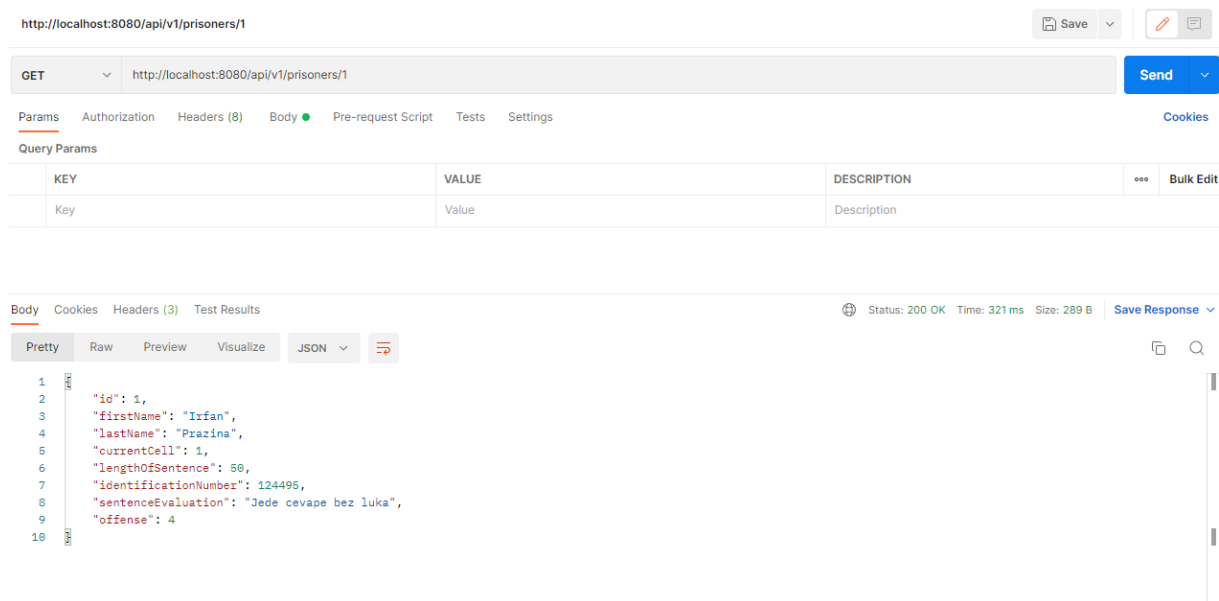 http://localhost:8080/api/v1/prisoners/1 Save
GET http://localhost:8080/api/v1/prisoners/1 Send
Params Authorization Headers (8) Body Pre-request Script Tests Settings Cookies
Query Params
KEY VALUE DESCRIPTION ooo Bulk Edit
Key Value Description
Body Cookies Headers (3) Test Results Status: 200 OK Time: 321 ms Size: 289 B Save Response
Pretty Raw Preview Visualize JSON
1 {
2 "id": 1,
3 "firstName": "Irfan",
4 "lastName": "Prazina",
5 "currentCell": 1,
6 "lengthOfSentence": 50,
7 "identificationNumber": 124495,
8 "sentenceEvaluation": "Jede cevape bez luka",
9 "offense": 4
10 }